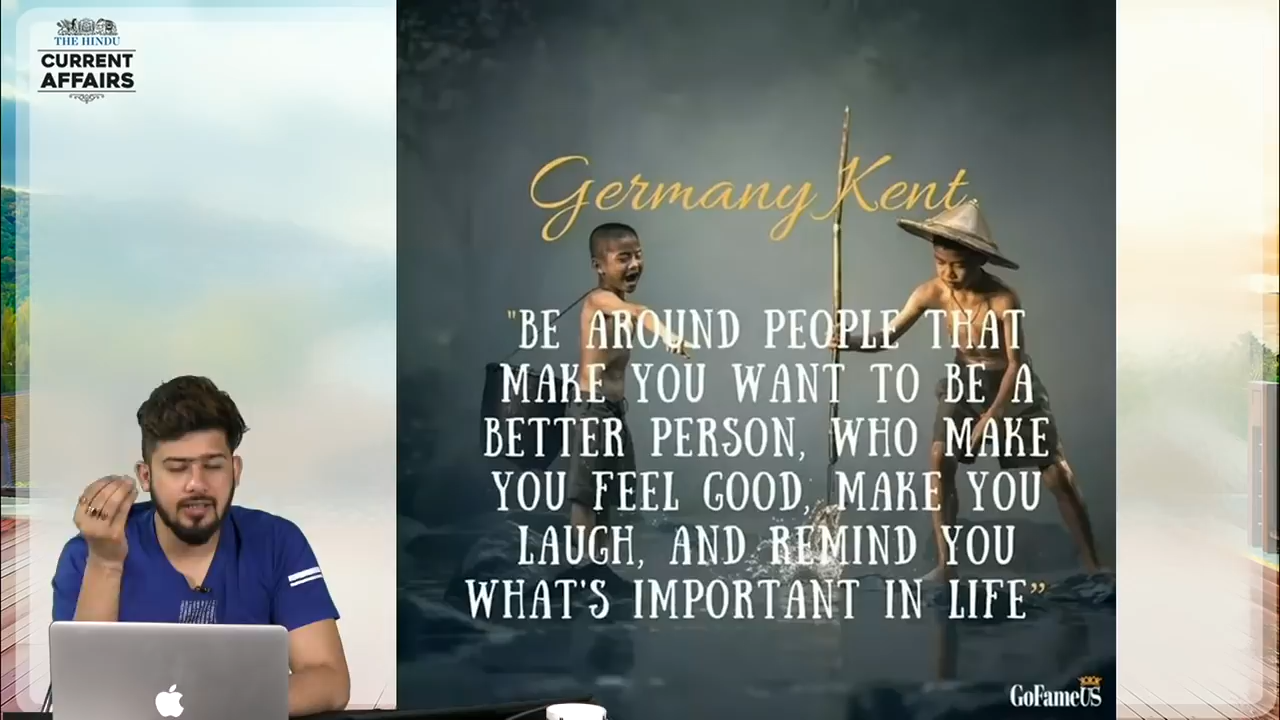 THE HINDU
CURRENT
AFFAIRS
Germany Kent
"BE AROUND PEOPLE THAT
MAKE YOU WANT TO BE A
BETTER PERSON, WHO MAKE
YOU FEEL GOOD, MAKE YOU
LAUGH, AND REMIND YOU
WHAT'S IMPORTANT IN LIFE”
GoFameUS